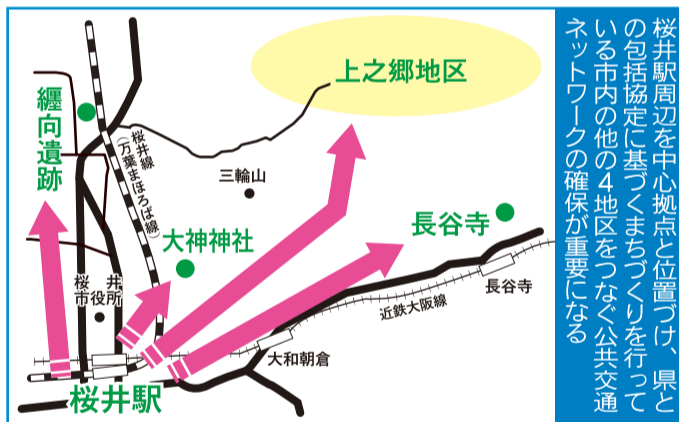 桜井駅周辺を中心拠点と位置づけ、県と
の包括協定に基づくまちづくりを行って
いる市内の他の4地区をつなぐ公共交通
ネットワークの確保が重要になる
上之郷地区
纒向遺跡
桜井線
(万葉まほろば線)
三輪山
大神神社
長谷寺
桜井
市役所
長谷寺
近鉄大阪線
大和朝倉
桜井駅